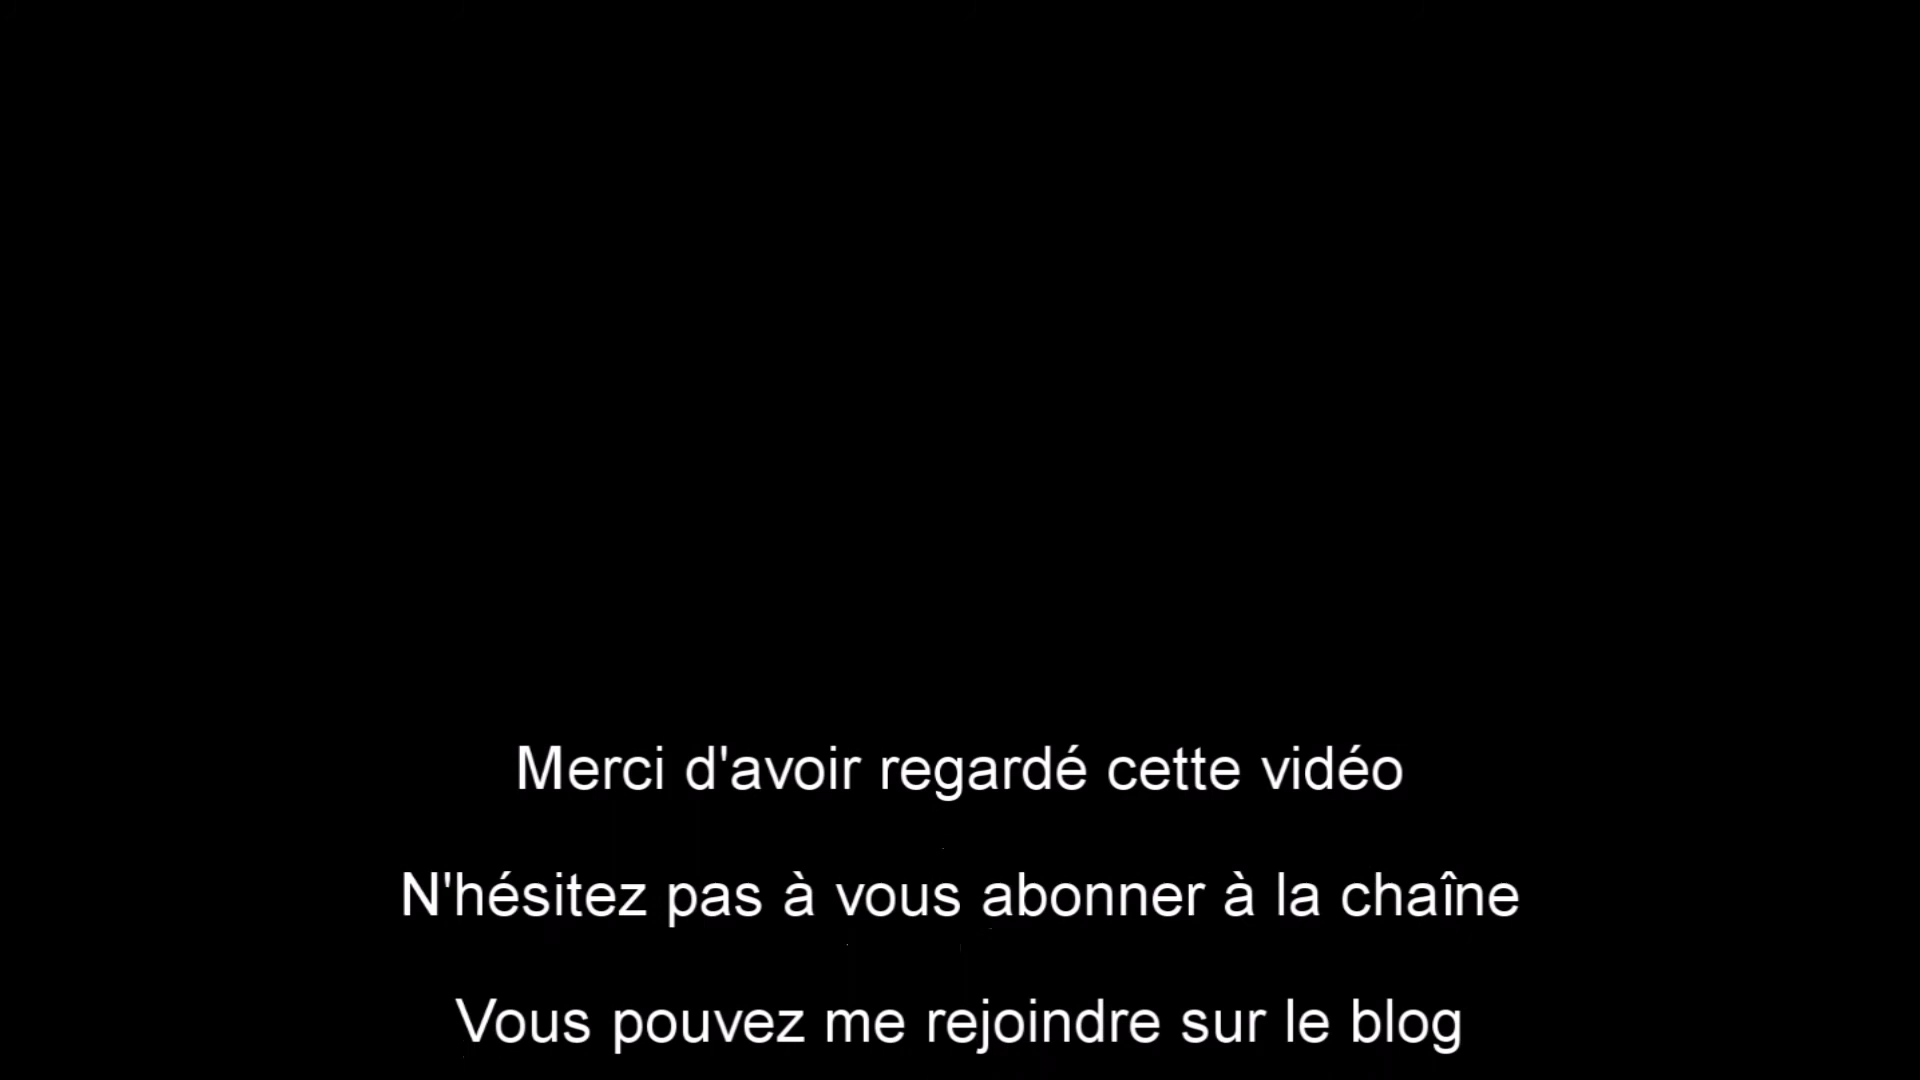 Merci d'avoir regardé cette vidéo
N'hésitez pas à vous abonner à la chaîne
Vous pouvez me rejoindre sur le blog